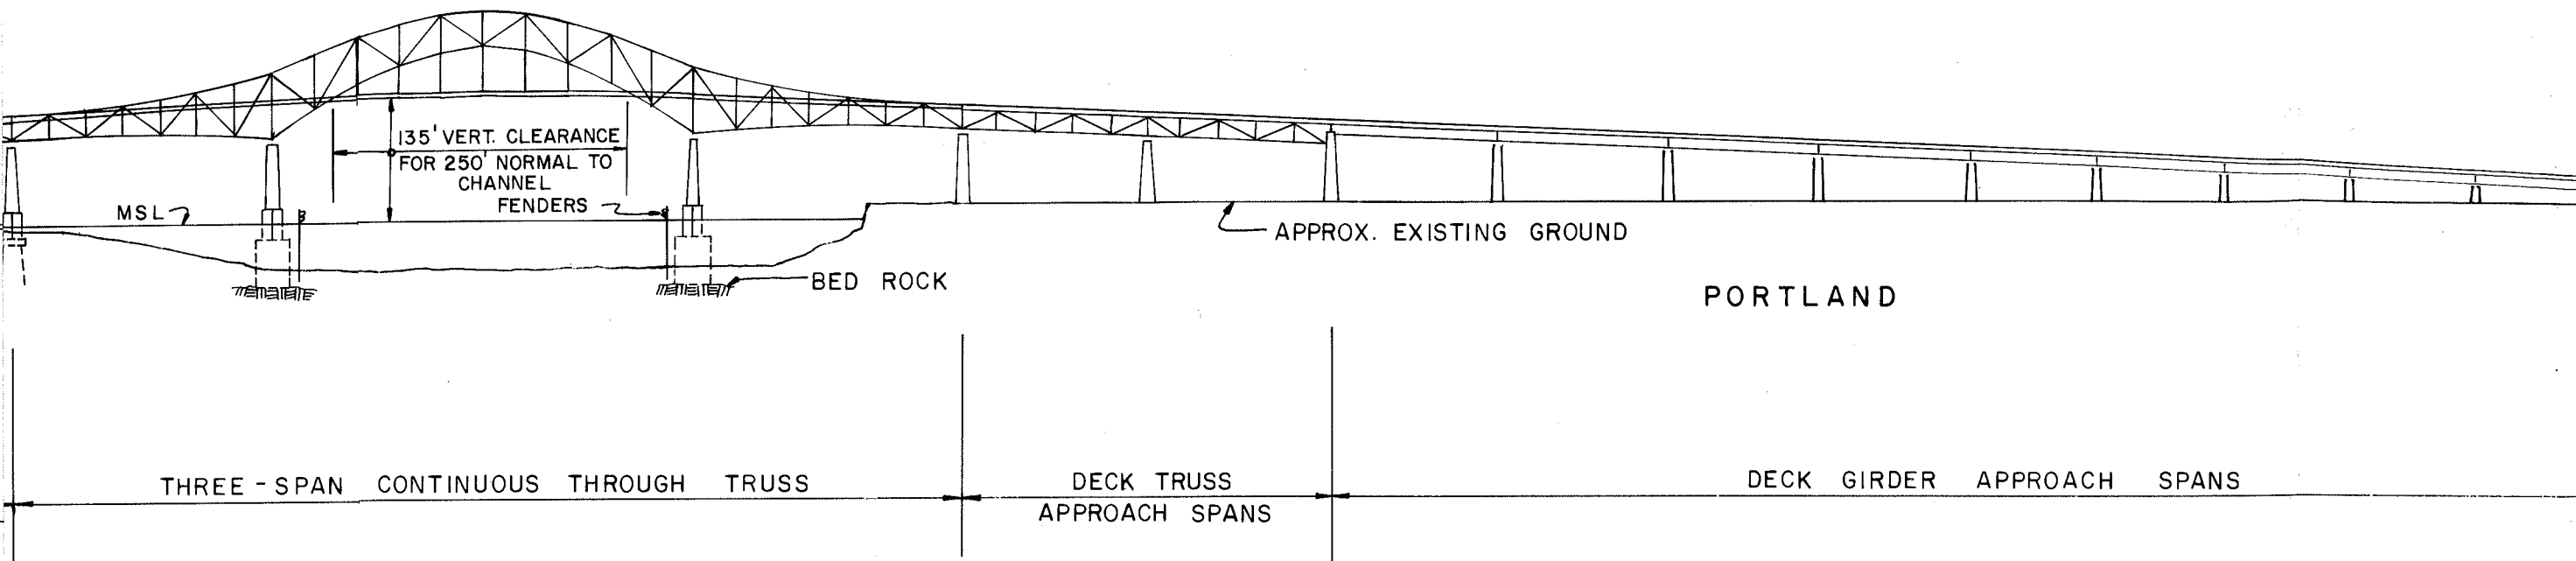 135' VERT. CLEARANCE
FOR 250' NORMAL TO
CHANNEL
FENDERS
MSL
APPROX. EXISTING GROUND
BED ROCK
PORTLAND
THREE-SPAN CONTINUOUS THROUGH TRUSS
DECK TRUSS
APPROACH SPANS
DECK GIRDER APPROACH SPANS